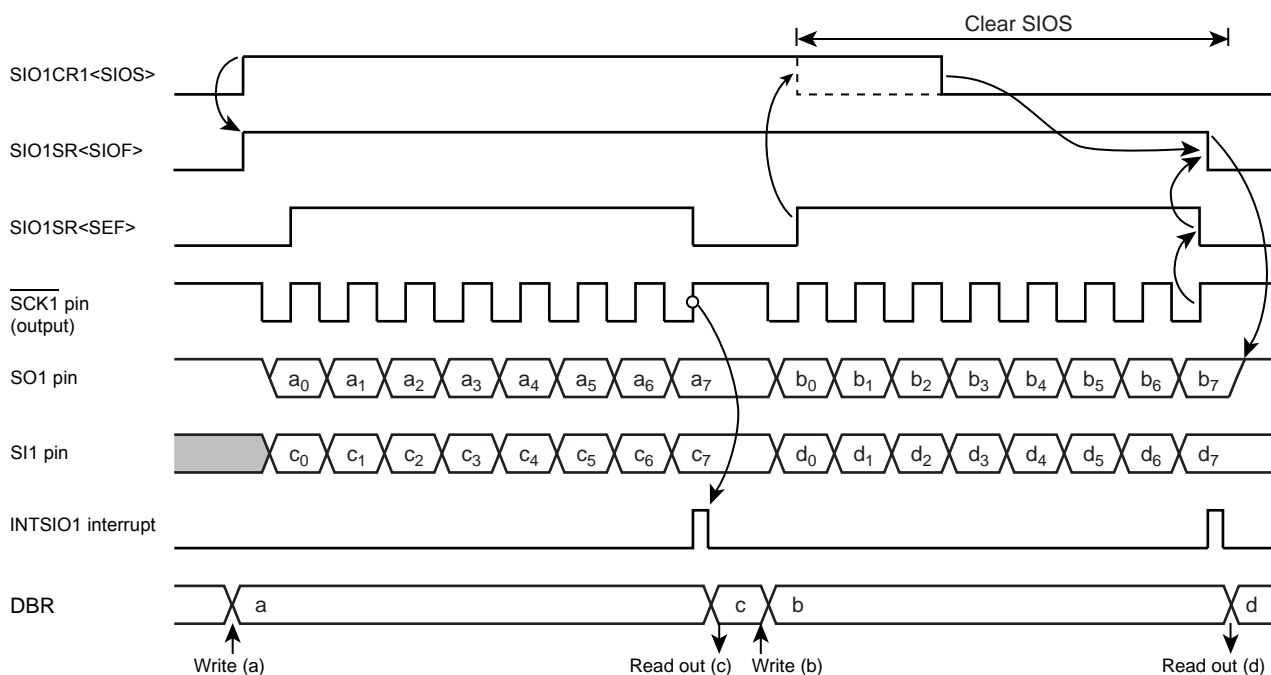 Clear SIOS
SIO1CR1<SIOS>
SIO1SR<SIOF>
SIO1SR<SEF>
SCK1 pin
(output)
SO1 pin a0 a1 a2 a3 a4 a5 a6 a7 b0 b1 b2 b3 b4 b5 b6 b7
SI1 pin c0 c1 c2 c3 c4 c5 c6 c7 d0 d1 d2 d3 d4 d5 d6 d7
INTSIO1 interrupt
DBR a c b d
Write (a) Read out (c) Write (b) Read out (d)